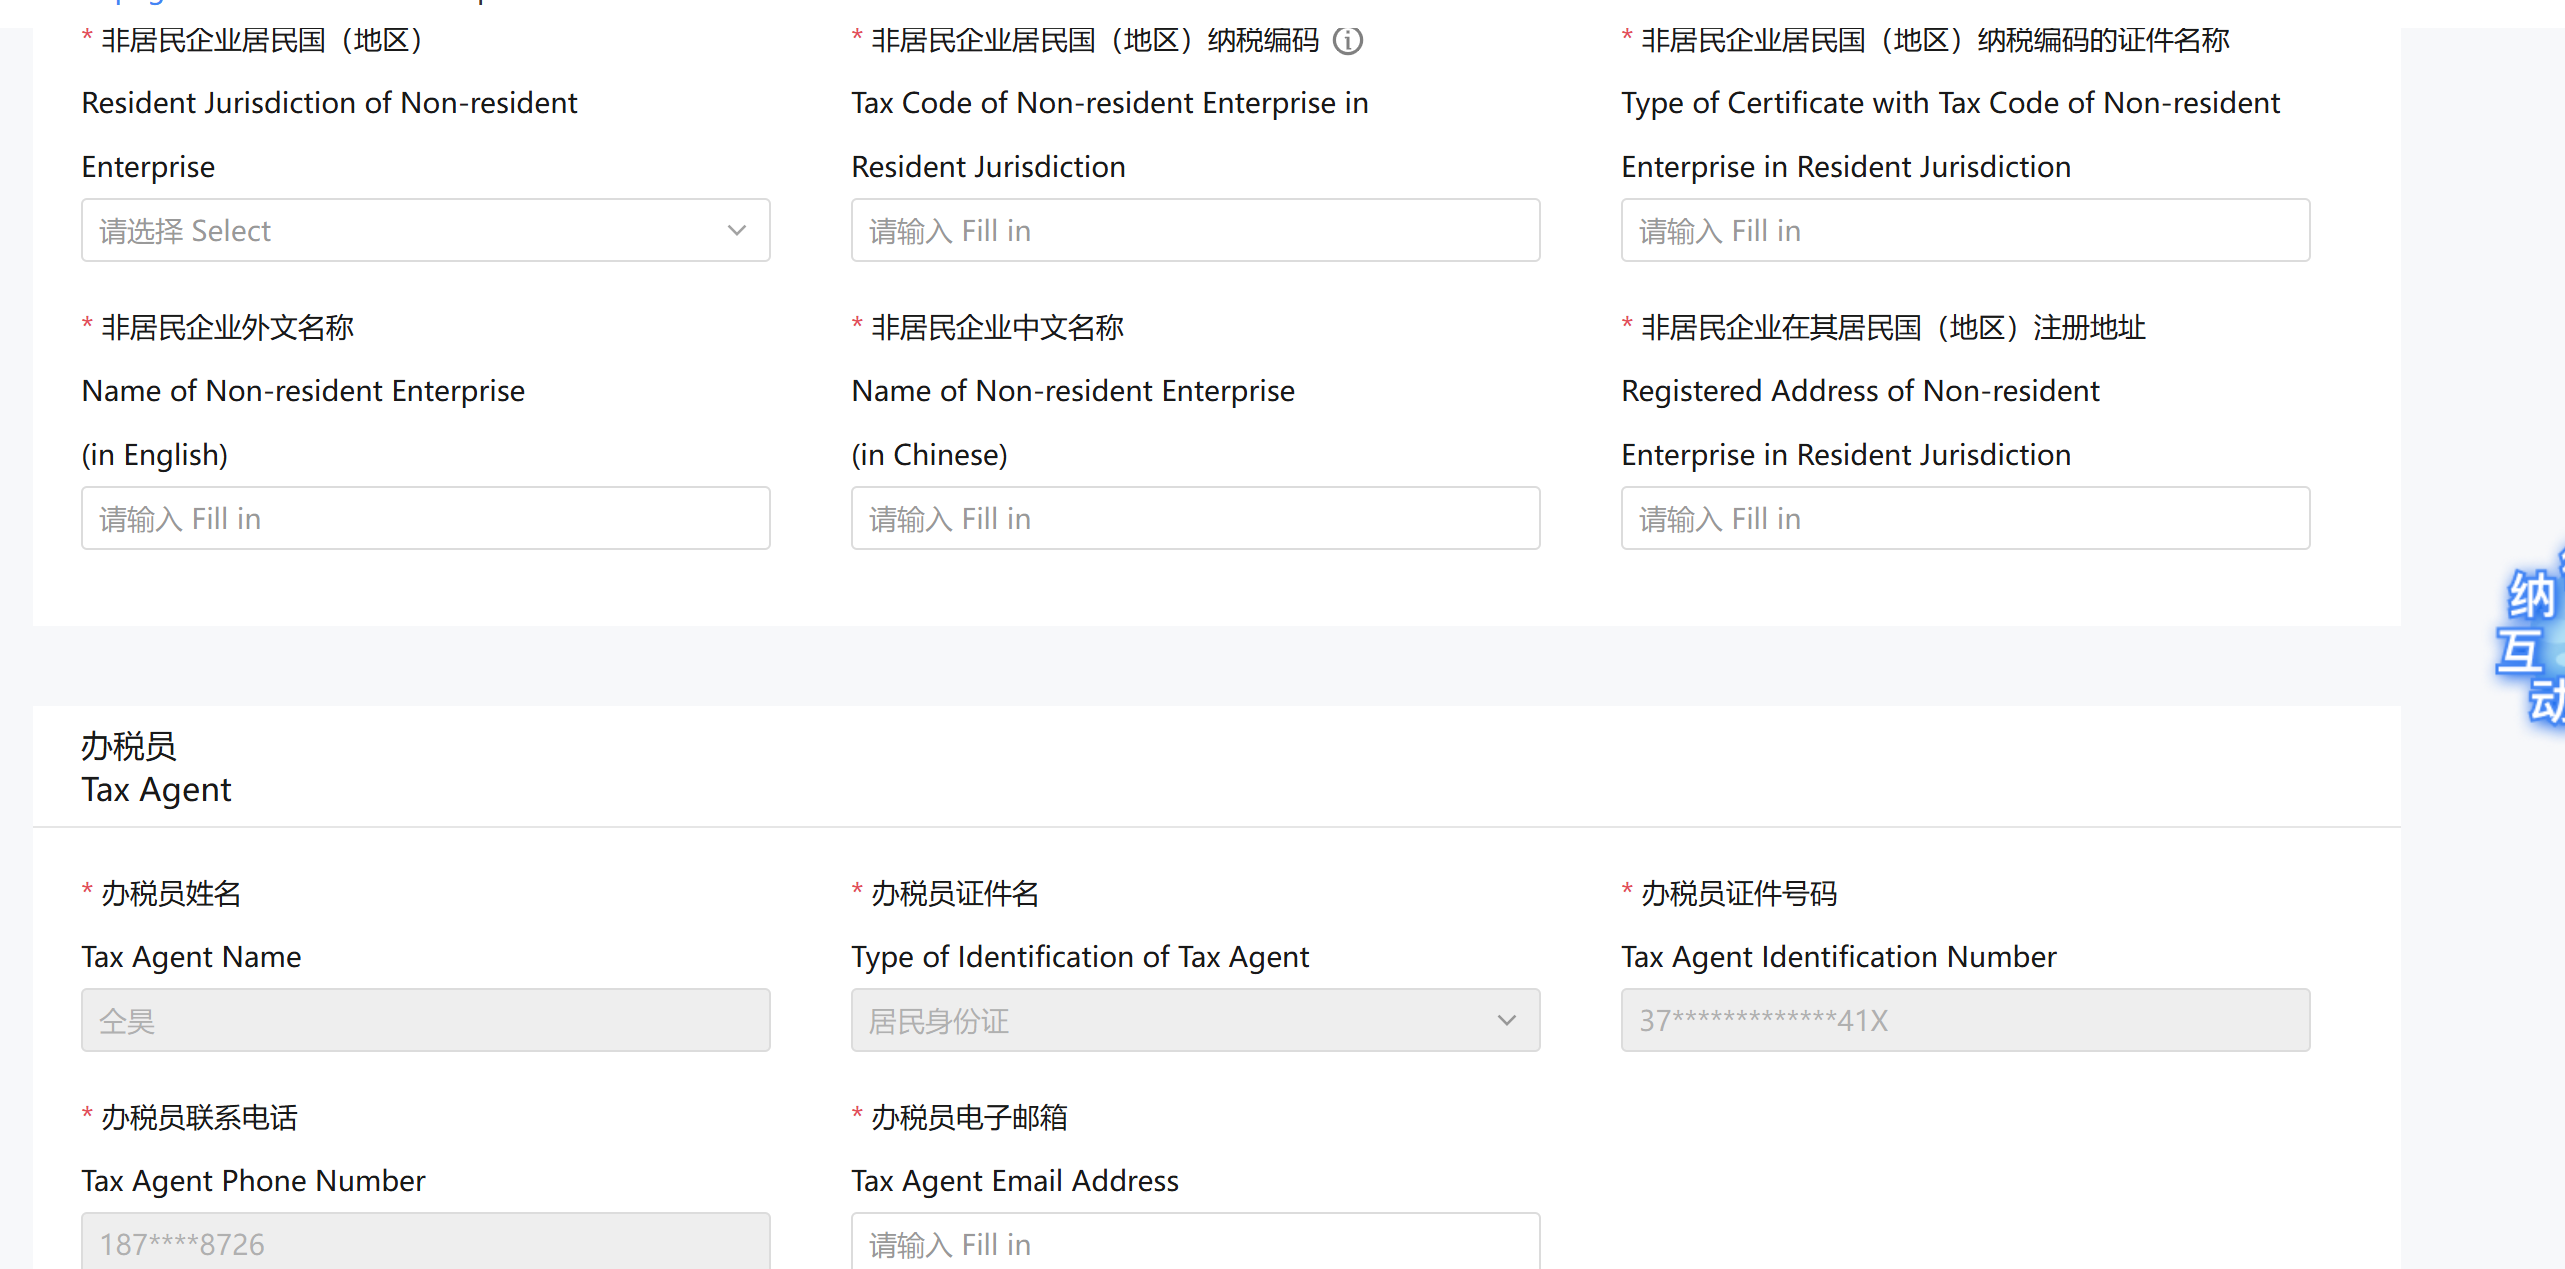 * 非居民企业居民国（地区）
Resident Jurisdiction of Non-resident
Enterprise
请选择 Select
* 非居民企业居民国（地区）纳税编码
Tax Code of Non-resident Enterprise in
Resident Jurisdiction
请输入 Fill in
* 非居民企业居民国（地区）纳税编码的证件名称
Type of Certificate with Tax Code of Non-resident
Enterprise in Resident Jurisdiction
请输入 Fill in
* 非居民企业外文名称
Name of Non-resident Enterprise
(in English)
请输入 Fill in
* 非居民企业中文名称
Name of Non-resident Enterprise
(in Chinese)
请输入 Fill in
* 非居民企业在其居民国（地区）注册地址
Registered Address of Non-resident
Enterprise in Resident Jurisdiction
请输入 Fill in
纳
互
动
办税员
Tax Agent
* 办税员姓名
Tax Agent Name
仝昊
* 办税员证件名
Type of Identification of Tax Agent
居民身份证
* 办税员证件号码
Tax Agent Identification Number
37*************41X
* 办税员联系电话
Tax Agent Phone Number
187****8726
* 办税员电子邮箱
Tax Agent Email Address
请输入 Fill in